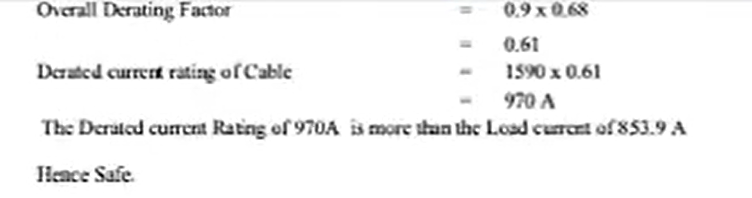 Overall Derating Factor = 0.9 x 0.68
= 0.61
Derated current rating of Cable = 1590 x 0.61
= 970 A
The Derated current Rating of 970A is more than the Load current of 853.9 A
Hence Safe.